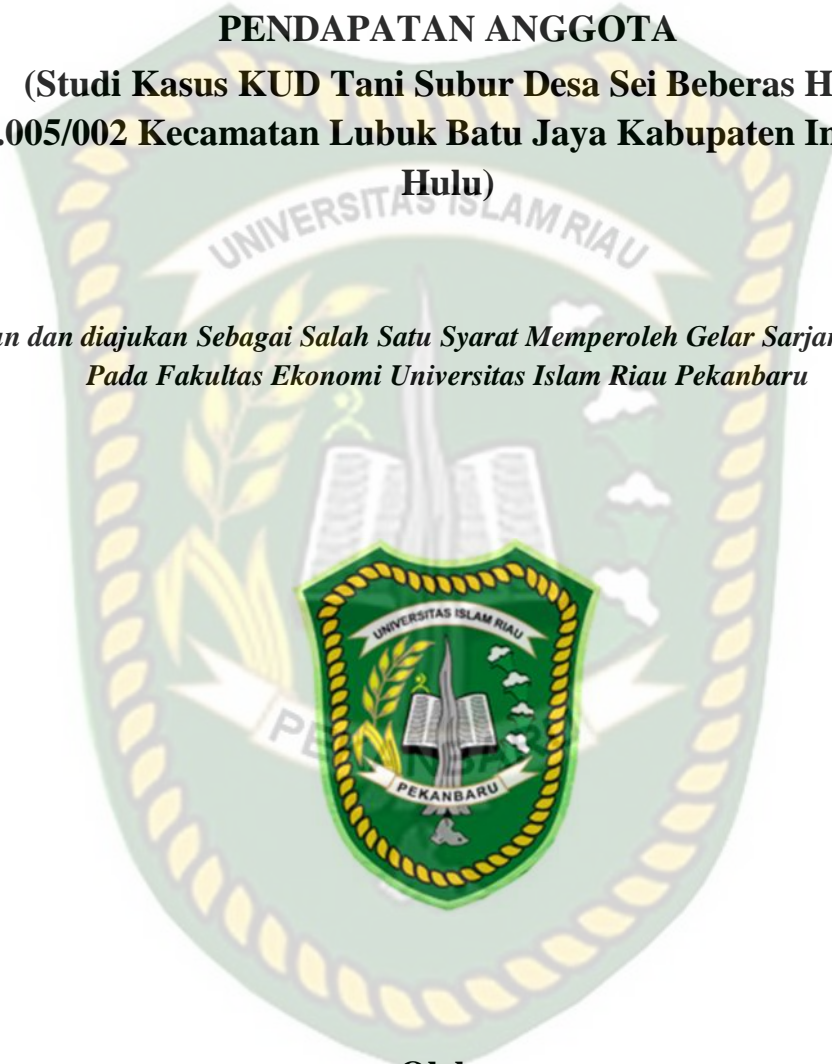 PENDAPATAN ANGGOTA
(Studi Kasus KUD Tani Subur Desa Sei Beberas H
.005/002 Kecamatan Lubuk Batu Jaya Kabupaten In
Hulu)
UNIVERSITAS ISLAM RIAU
n dan diajukan Sebagai Salah Satu Syarat Memperoleh Gelar Sarjan
Pada Fakultas Ekonomi Universitas Islam Riau Pekanbaru
UNIVERSITAS ISLAM RIAU
PEKANBARU
PEKANBARU